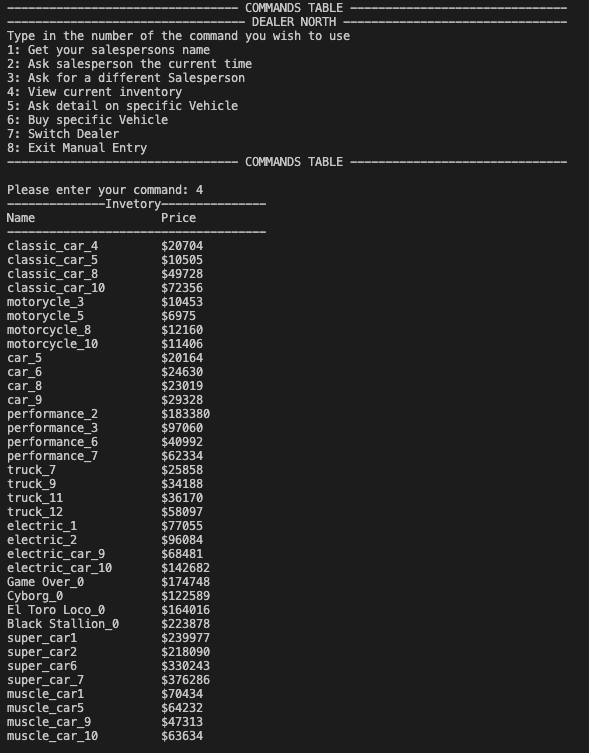 --------------------------------- COMMANDS TABLE -------------------------------
---------------------------------- DEALER NORTH --------------------------------
Type in the number of the command you wish to use
1: Get your salespersons name
2: Ask salesperson the current time
3: Ask for a different Salesperson
4: View current inventory
5: Ask detail on specific Vehicle
6: Buy specific Vehicle
7: Switch Dealer
8: Exit Manual Entry
--------------------------------- COMMANDS TABLE -------------------------------
Please enter your command: 4
--------------Invetory---------------
Name Price
-------------------------------------
classic_car_4 $20704
classic_car_5 $10505
classic_car_8 $49728
classic_car_10 $72356
motorycle_3 $10453
motorcycle_5 $6975
motorcycle_8 $12160
motorcycle_10 $11406
car_5 $20164
car_6 $24630
car_8 $23019
car_9 $29328
performance_2 $183380
performance_3 $97060
performance_6 $40992
performance_7 $62334
truck_7 $25858
truck_9 $34188
truck_11 $36170
truck_12 $58097
electric_1 $77055
electric_2 $96084
electric_car_9 $68481
electric_car_10 $142682
Game Over_0 $174748
Cyborg_0 $122589
El Toro Loco_0 $164016
Black Stallion_0 $223878
super_car1 $239977
super_car2 $218090
super_car6 $330243
super_car_7 $376286
muscle_car1 $70434
muscle_car5 $64232
muscle_car_9 $47313
muscle_car_10 $63634